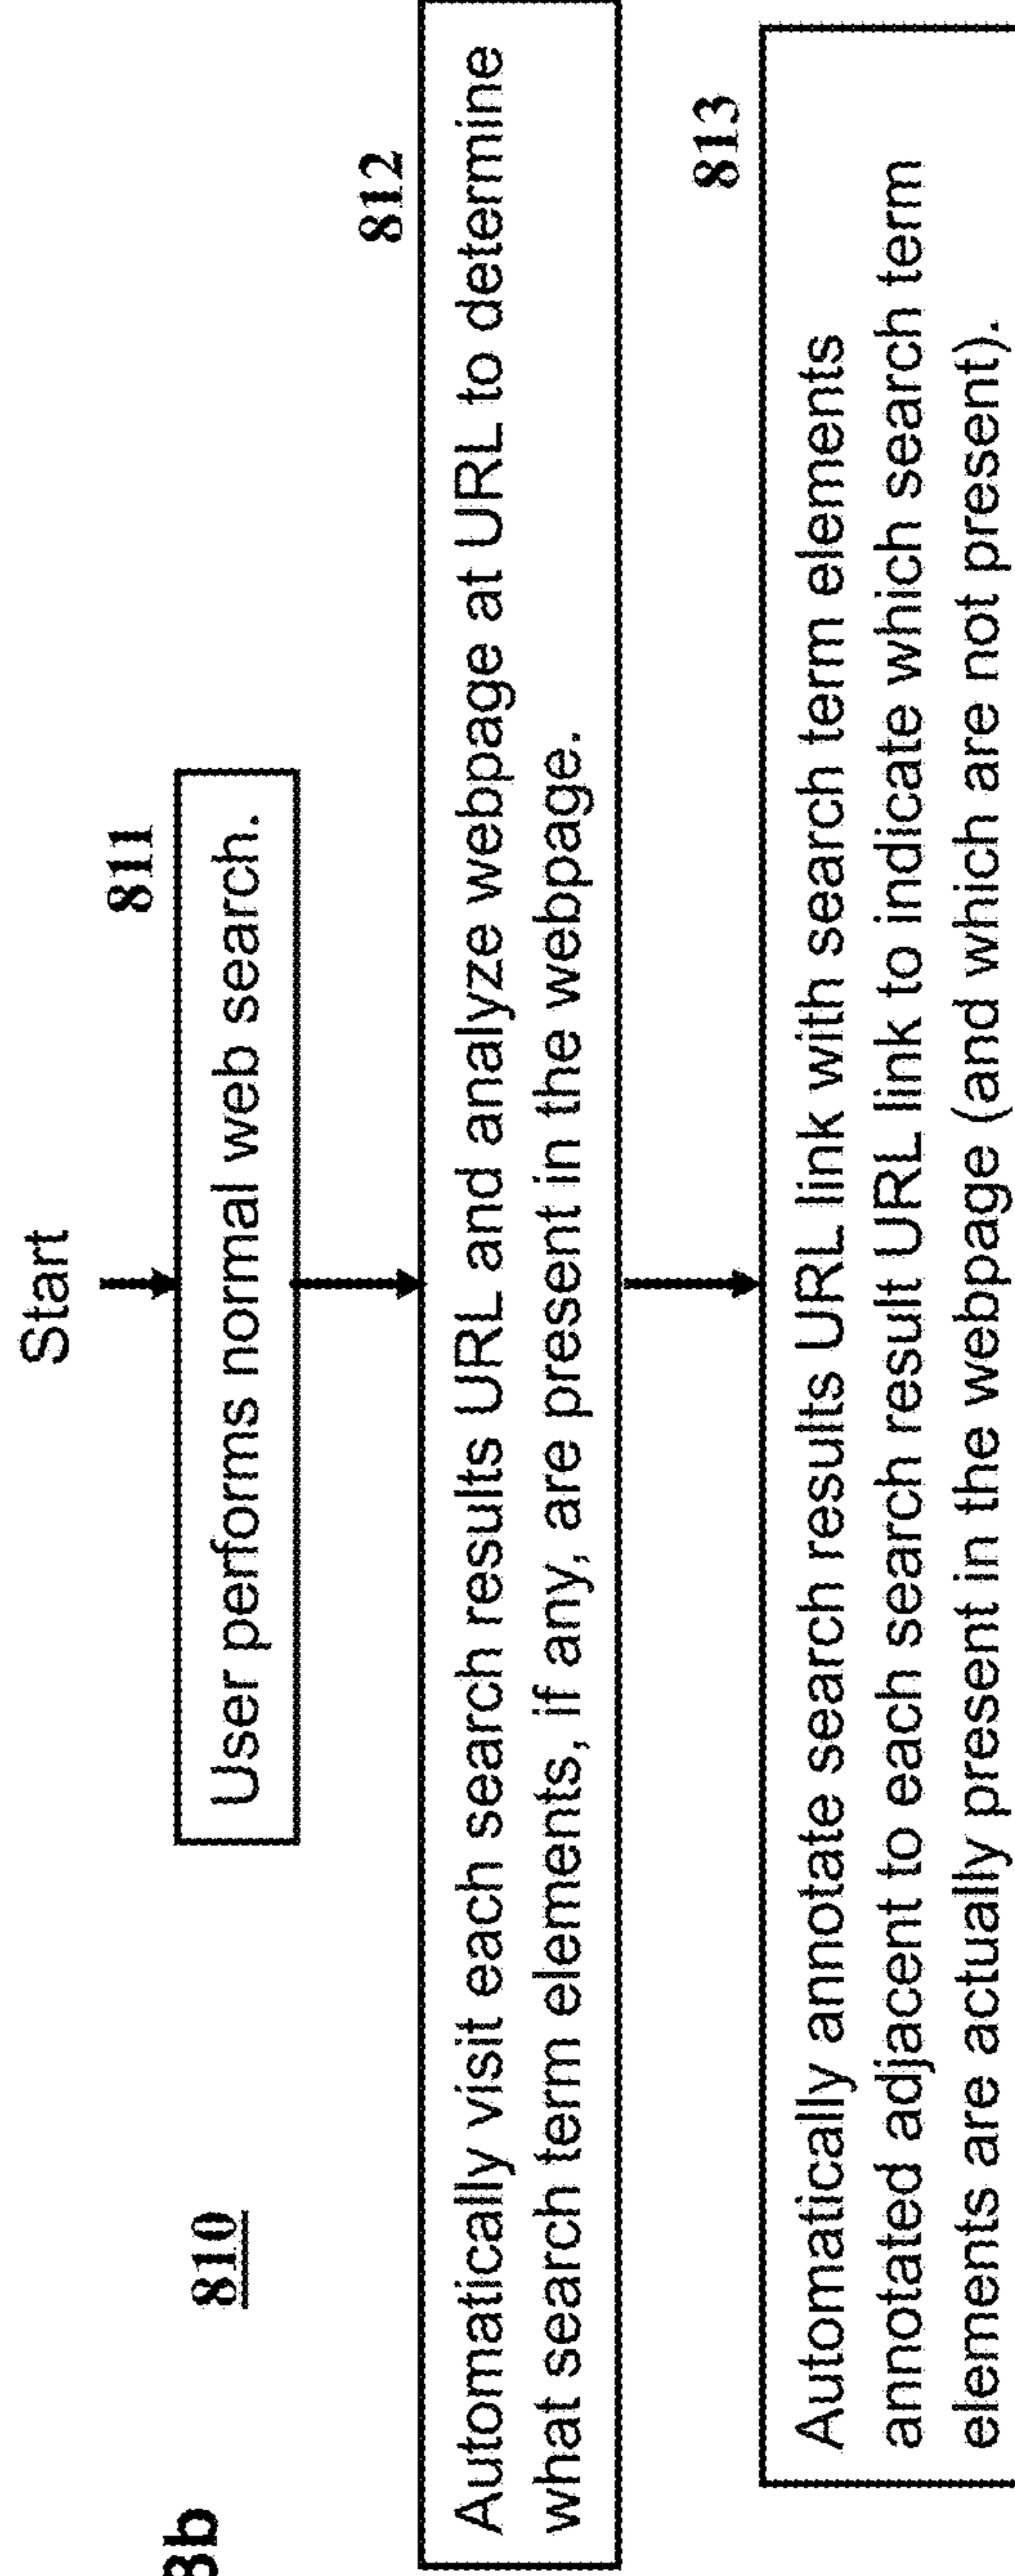 Start
811
User performs normal web search.
8b
810
812
Automatically visit each search results URL and analyze webpage at URL to determine
what search term elements, if any, are present in the webpage.
813
Automatically annotate search results URL link with search term elements
annotated adjacent to each search result URL link to indicate which search term
elements are actually present in the webpage (and which are not present).